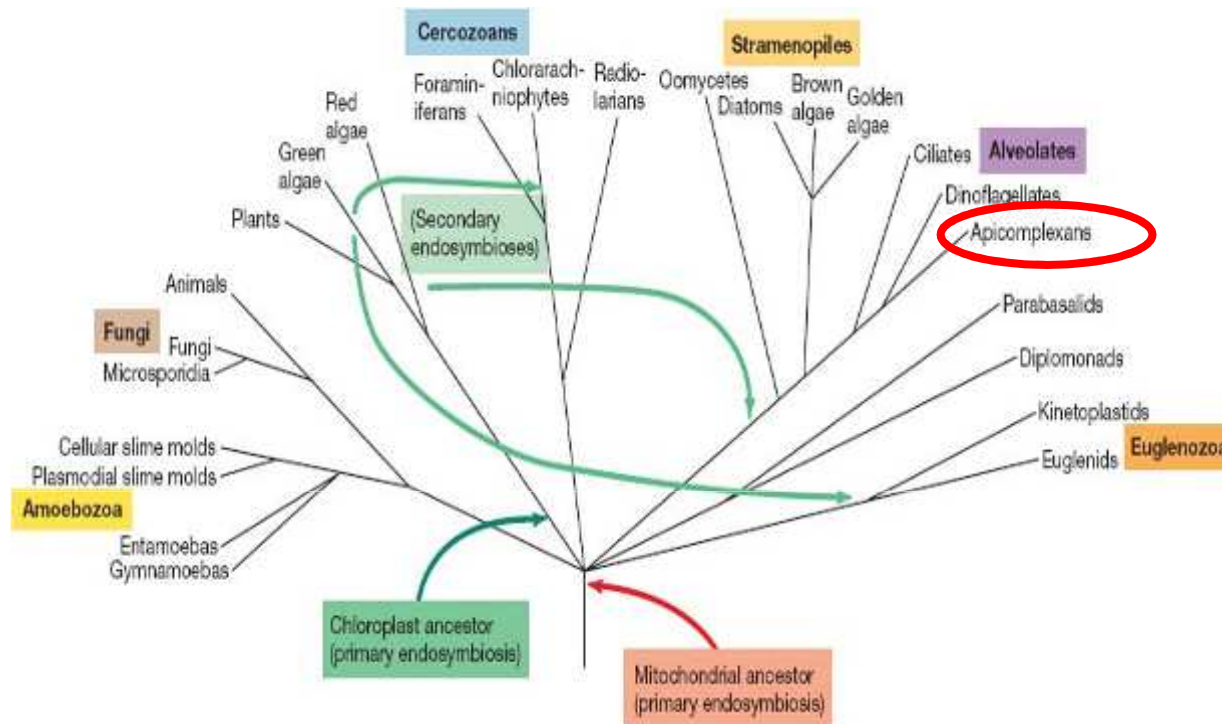 Cercozoans
Stramenopiles
Foramin-
iferans
Chlorarach-
niophytes
Radio-
larians
Oomycetes
Diatoms
Brown
algae
Golden
algae
Red
algae
Green
algae
Plants
(Secondary
endosymbioses)
Ciliates
Alveolates
Dinoflagellates
Apicomplexans
Animals
Fungi
Fungi
Microsporidia
Parabasalids
Diplomonads
Kinetoplastids
Euglenids
Euglenozoa
Cellular slime molds
Plasmodial slime molds
Amoebozoa
Entamoebas
Gymnamoebas
Chloroplast ancestor
(primary endosymbiosis)
Mitochondrial ancestor
(primary endosymbiosis)